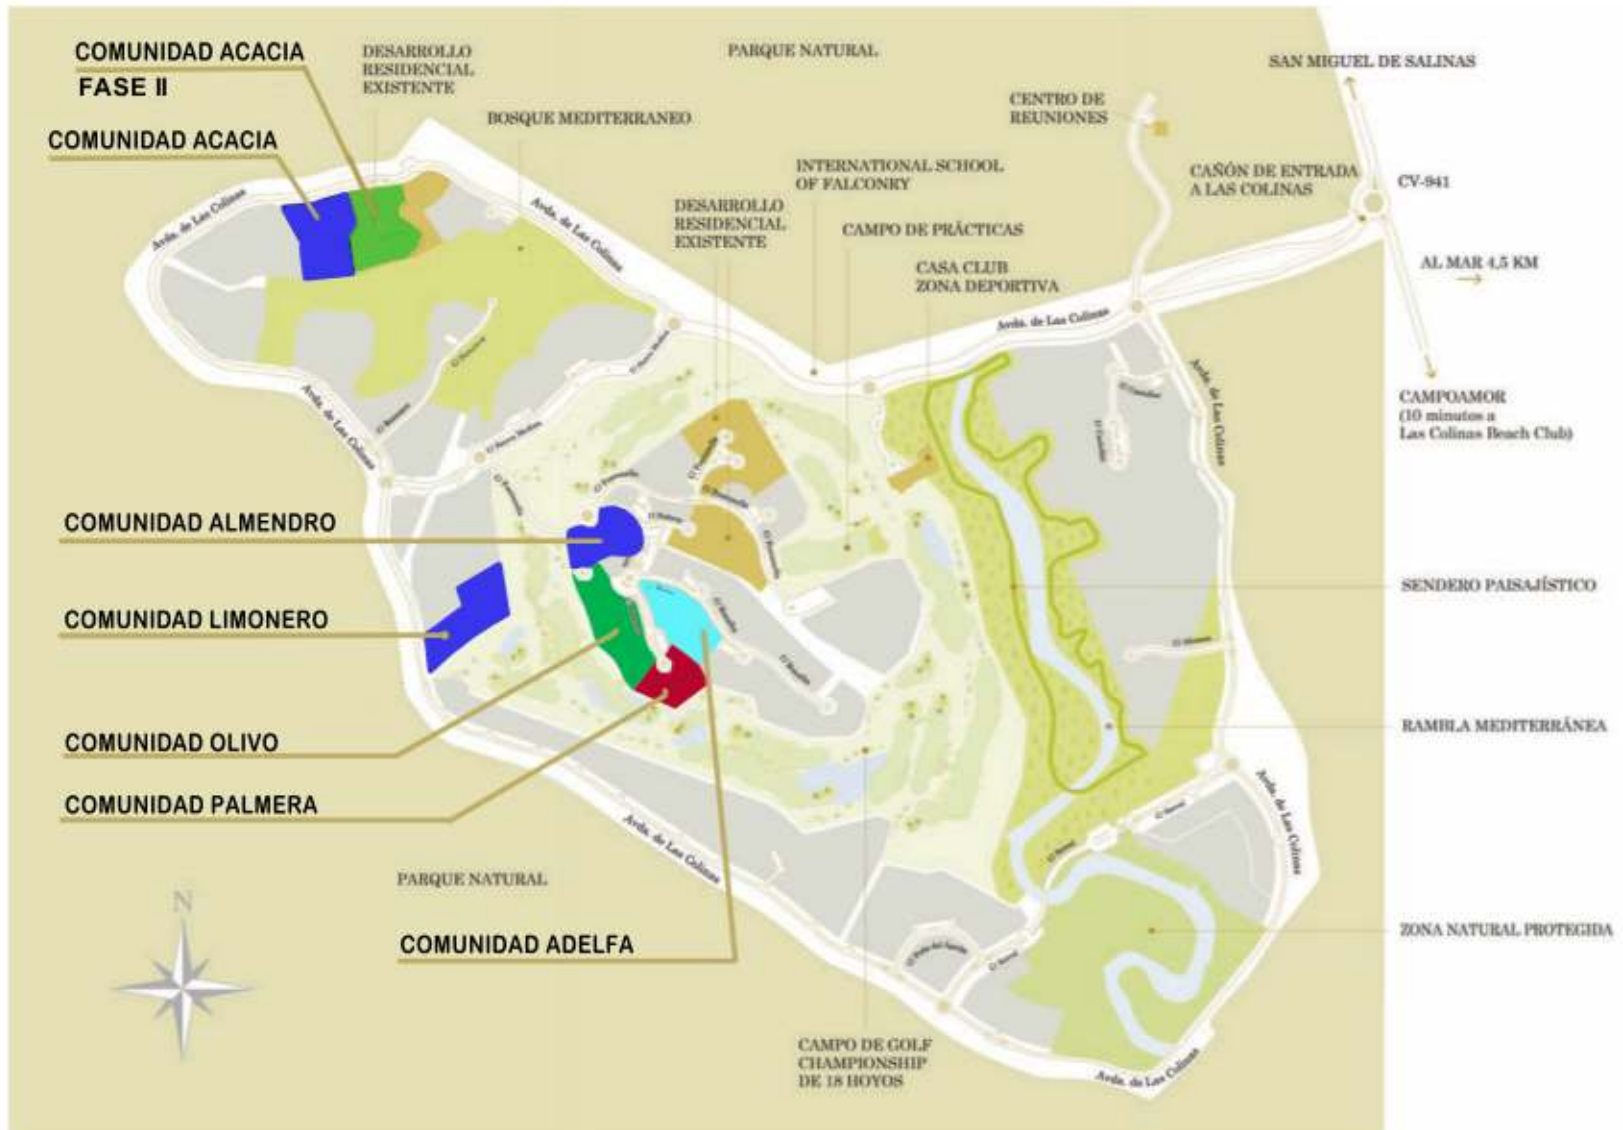 COMUNIDAD ACACIA
FASE II
COMUNIDAD ACACIA
DESARROLLO
RESIDENCIAL
EXISTENTE
BOSQUE MEDITERRANEO
PARQUE NATURAL
SAN MIGUEL DE SALINAS
CENTRO DE
REUNIONES
INTERNATIONAL SCHOOL
OF FALCONRY
CAÑÓN DE ENTRADA
A LAS COLINAS
CV-941
DESARROLLO
RESIDENCIAL
EXISTENTE
CAMPO DE PRÁCTICAS
CASA CLUB
ZONA DEPORTIVA
AL MAR 4,5 KM
Avda. de Las Colinas
Avda. de Las Colinas
Avda. de Las Colinas
Avda. de Las Colinas
Avda. de Las Colinas
CAMPOAMOR
(10 minutos a
Las Colinas Beach Club)
COMUNIDAD ALMENDRO
COMUNIDAD LIMONERO
SENDERO PAISAJÍSTICO
COMUNIDAD OLIVO
RAMBLA MEDITERRÁNEA
COMUNIDAD PALMERA
Avda. de Las Colinas
Avda. de Las Colinas
PARQUE NATURAL
COMUNIDAD ADELFA
ZONA NATURAL PROTEGIDA
N
CAMPO DE GOLF
CHAMPIONSHIP
DE 18 HOYOS
Avda. de Las Colinas